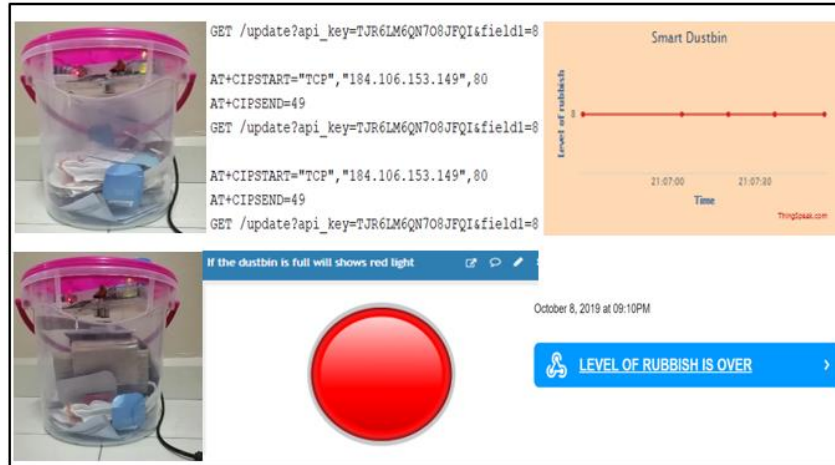 GET /update?api_key=TJR6LM6QN7O8JFQI&field1=8
AT+CIPSTART="TCP","184.106.153.149",80
AT+CIPSEND=49
GET /update?api_key=TJR6LM6QN7O8JFQI&field1=8
AT+CIPSTART="TCP","184.106.153.149",80
AT+CIPSEND=49
GET /update?api_key=TJR6LM6QN7O8JFQI&field1=8
Smart Dustbin
Level of rubbish
8
21:07:00 21:07:30
Time
ThingSpeak.com
If the dustbin is full will shows red light
October 8, 2019 at 09:10PM
LEVEL OF RUBBISH IS OVER